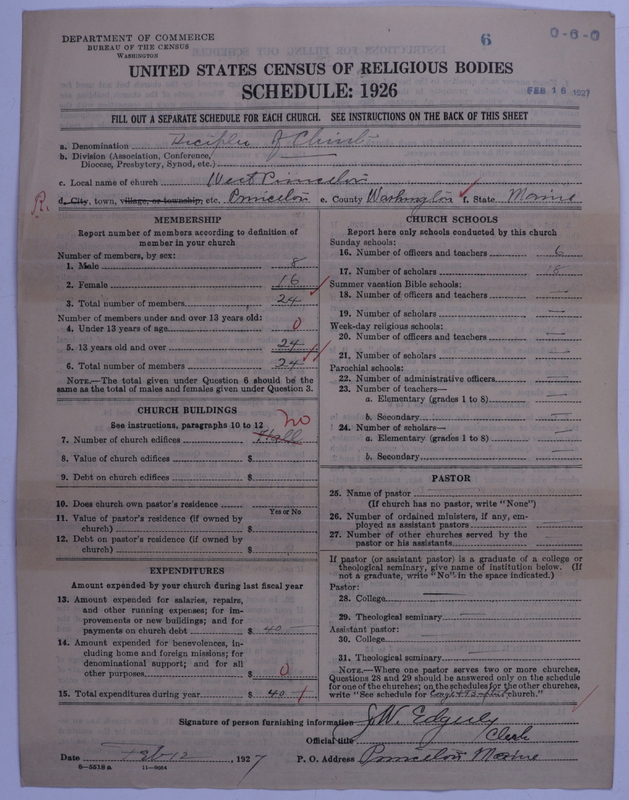 DEPARTMENT OF COMMERCE
BUREAU OF THE CENSUS
WASHINGTON
6
0-6-0
UNITED STATES CENSUS OF RELIGIOUS BODIES
SCHEDULE: 1926
FEB 16 1927
FILL OUT A SEPARATE SCHEDULE FOR EACH CHURCH. SEE INSTRUCTIONS ON THE BACK OF THIS SHEET
a. Denomination Disciples of Christ
b. Division (Association, Conference,
Diocese, Presbytery, Synod, etc.)
c. Local name of church West Princeton
R. d. City, town, village, or township, etc. Princeton e. County Washington f. State Maine
MEMBERSHIP
Report number of members according to definition of
member in your church
Number of members, by sex:
1. Male 8
2. Female 16
3. Total number of members 24
Number of members under and over 13 years old:
4. Under 13 years of age 0
5. 13 years old and over 24
6. Total number of members 24
NOTE.—The total given under Question 6 should be the
same as the total of males and females given under Question 3.
CHURCH BUILDINGS
See instructions, paragraphs 10 to 12
no
7. Number of church edifices Hall
8. Value of church edifices $
9. Debt on church edifices $
10. Does church own pastor's residence
Yes or No
11. Value of pastor's residence (if owned by
church) $
12. Debt on pastor's residence (if owned by
church) $
EXPENDITURES
Amount expended by your church during last fiscal year
13. Amount expended for salaries, repairs,
and other running expenses; for im-
provements or new buildings; and for
payments on church debt $ 40
14. Amount expended for benevolences, in-
cluding home and foreign missions; for
denominational support; and for all
other purposes $ 0
15. Total expenditures during year $ 40
CHURCH SCHOOLS
Report here only schools conducted by this church
Sunday schools:
16. Number of officers and teachers 6
17. Number of scholars 18
Summer vacation Bible schools:
18. Number of officers and teachers —
19. Number of scholars —
Week-day religious schools:
20. Number of officers and teachers —
21. Number of scholars —
Parochial schools:
22. Number of administrative officers —
23. Number of teachers—
a. Elementary (grades 1 to 8) —
b. Secondary —
24. Number of scholars—
a. Elementary (grades 1 to 8) —
b. Secondary —
PASTOR
25. Name of pastor
(If church has no pastor, write "None")
26. Number of ordained ministers, if any, em-
ployed as assistant pastors
27. Number of other churches served by the
pastor or his assistants
If pastor (or assistant pastor) is a graduate of a college or
theological seminary, give name of institution below. (If
not a graduate, write "No" in the space indicated.)
Pastor:
28. College —
29. Theological seminary —
Assistant pastor:
30. College —
31. Theological seminary —
NOTE.—Where one pastor serves two or more churches,
Questions 28 and 29 should be answered only on the schedule
for one of the churches; on the schedules for the other churches,
write "See schedule for church."
Signature of person furnishing information J W. Edgerly
Official title Clerk
Date Feb 12, 1927 P. O. Address Princeton Maine
6—5518 a 11—9064